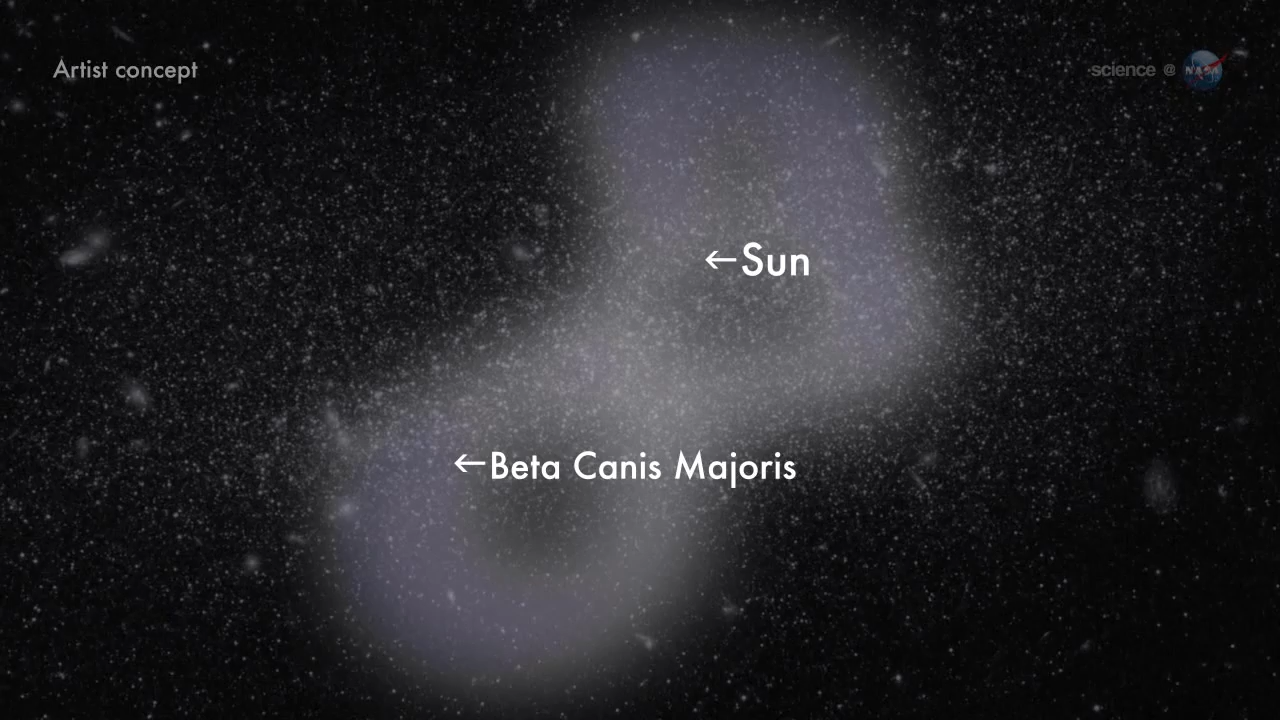 Artist concept
science @ NASA
←Sun
←Beta Canis Majoris